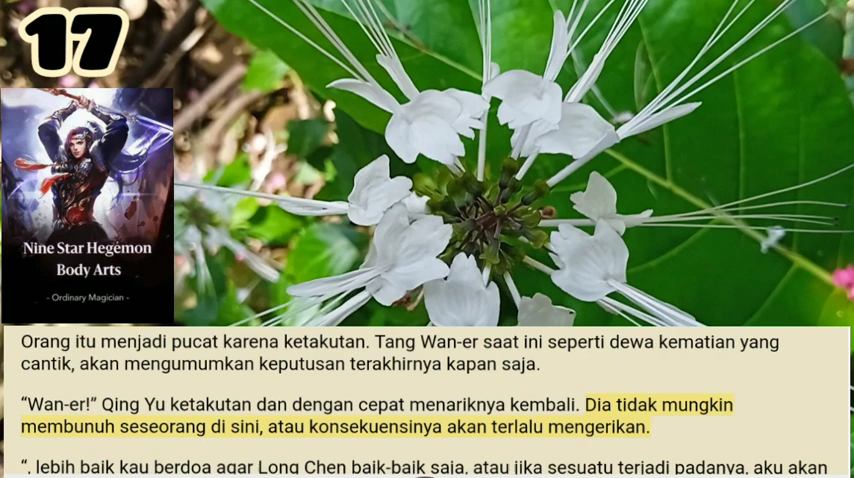 17
Nine Star Hegemon
Body Arts
- Ordinary Magician -
Orang itu menjadi pucat karena ketakutan. Tang Wan-er saat ini seperti dewa kematian yang
cantik, akan mengumumkan keputusan terakhirnya kapan saja.
“Wan-er!” Qing Yu ketakutan dan dengan cepat menariknya kembali. Dia tidak mungkin
membunuh seseorang di sini, atau konsekuensinya akan terlalu mengerikan.
“, lebih baik kau berdoa agar Long Chen baik-baik saja, atau jika sesuatu terjadi padanya, aku akan